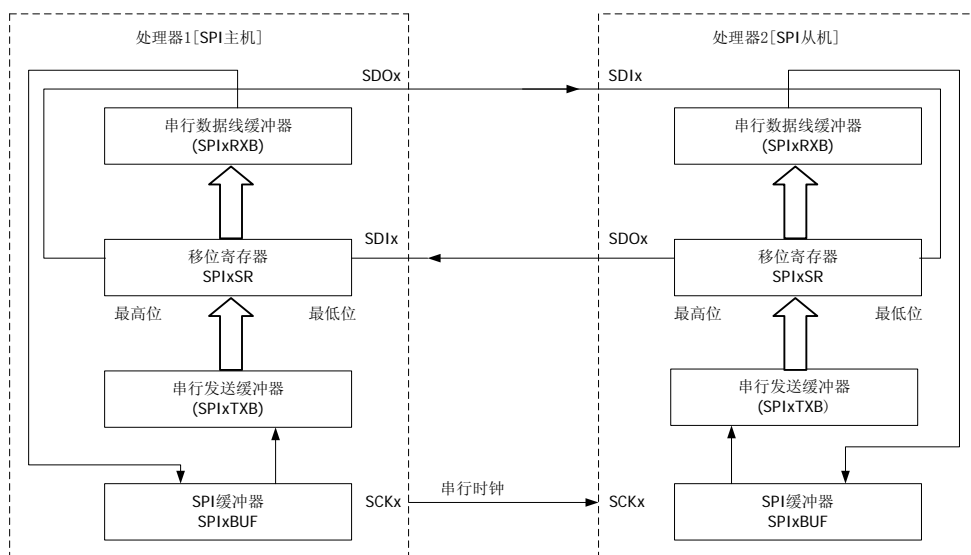 处理器1[SPI主机]
处理器2[SPI从机]
SDOx
SDIx
串行数据线缓冲器
(SPIxRXB)
串行数据线缓冲器
(SPIxRXB)
移位寄存器
SPIxSR
SDIx
SDOx
移位寄存器
SPIxSR
最高位
最低位
最高位
最低位
串行发送缓冲器
(SPIxTXB)
串行发送缓冲器
(SPIxTXB)
SPI缓冲器
SPIxBUF
SCKx
串行时钟
SCKx
SPI缓冲器
SPIxBUF